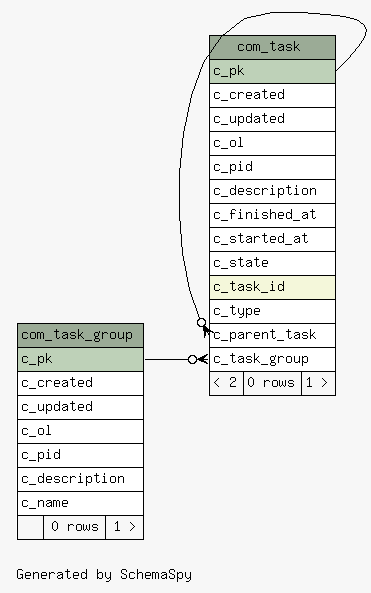 com_task
c_pk
c_created
c_updated
c_ol
c_pid
c_description
c_finished_at
c_started_at
c_state
c_task_id
c_type
c_parent_task
c_task_group
< 2 0 rows 1 >
com_task_group
c_pk
c_created
c_updated
c_ol
c_pid
c_description
c_name
0 rows 1 >
Generated by SchemaSpy